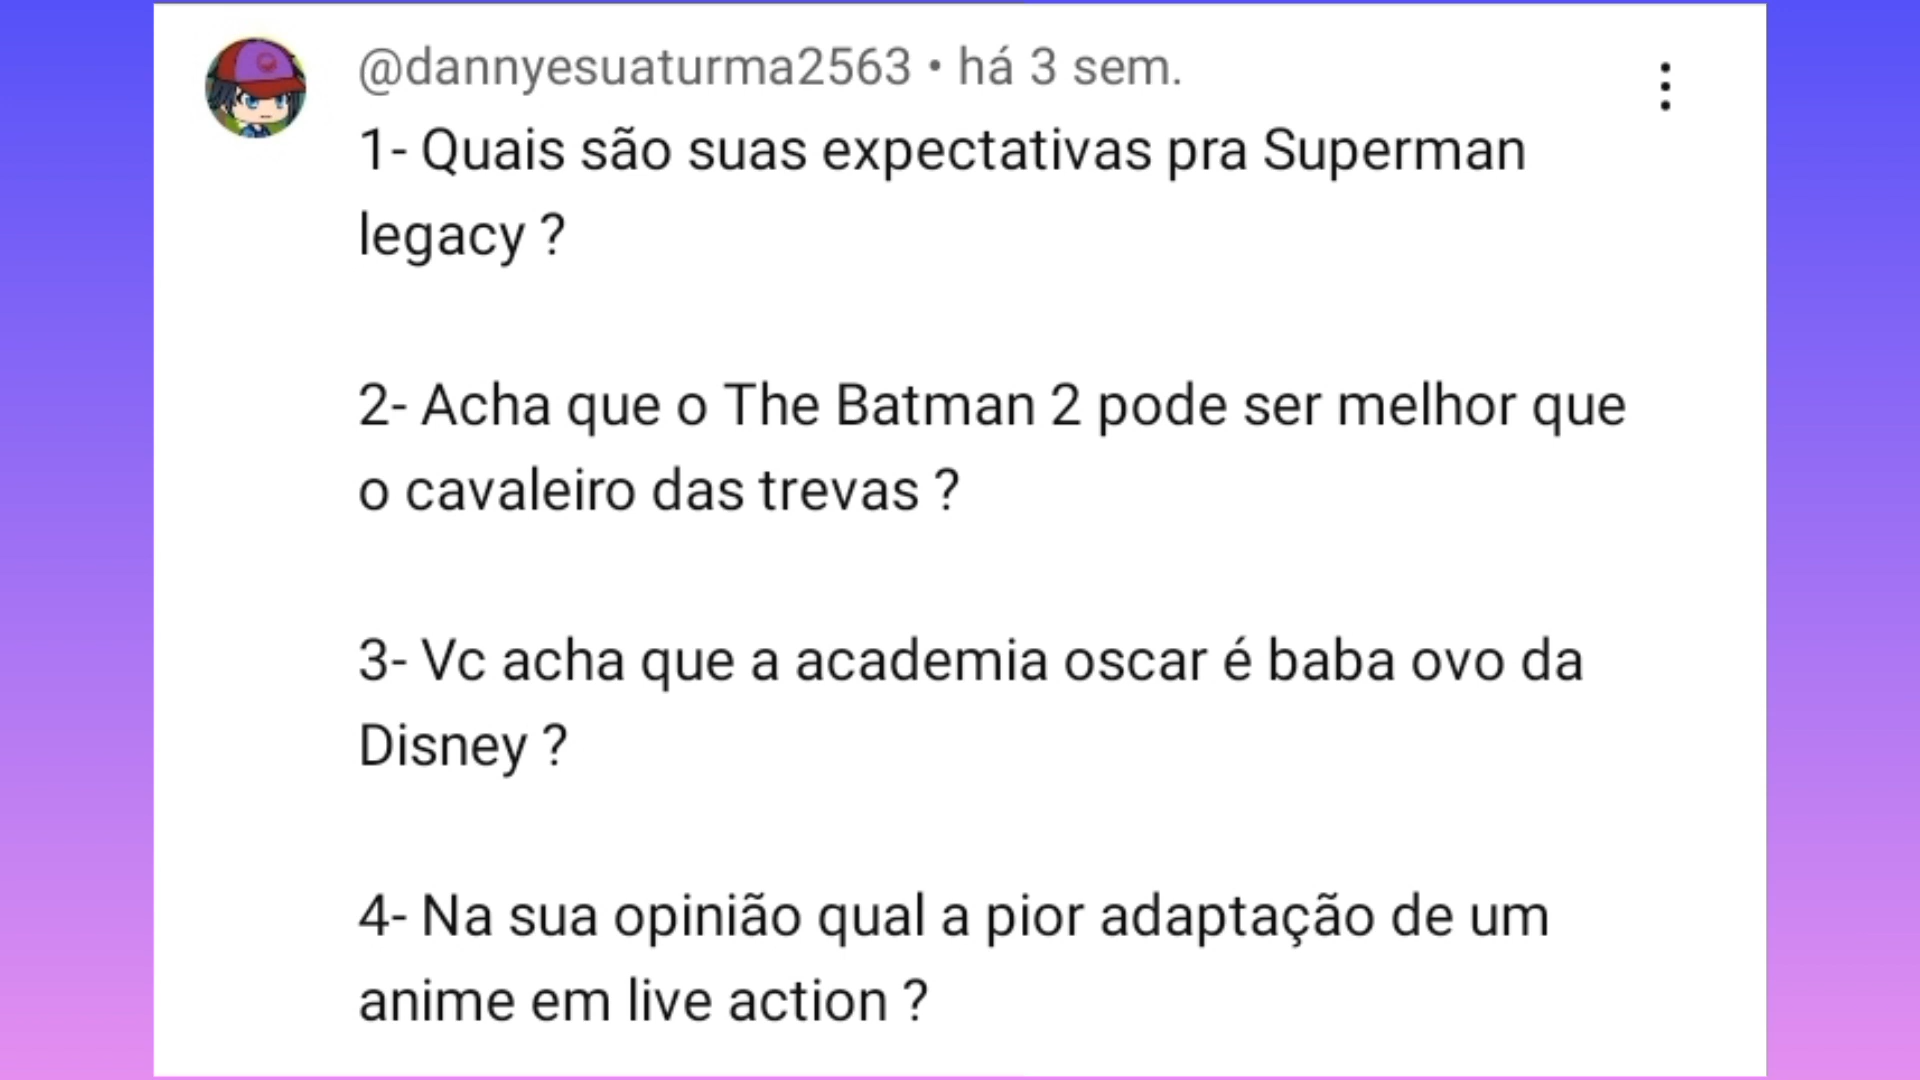 @dannyesuaturma2563 • há 3 sem.
1- Quais são suas expectativas pra Superman
legacy ?
2- Acha que o The Batman 2 pode ser melhor que
o cavaleiro das trevas ?
3- Vc acha que a academia oscar é baba ovo da
Disney ?
4- Na sua opinião qual a pior adaptação de um
anime em live action ?